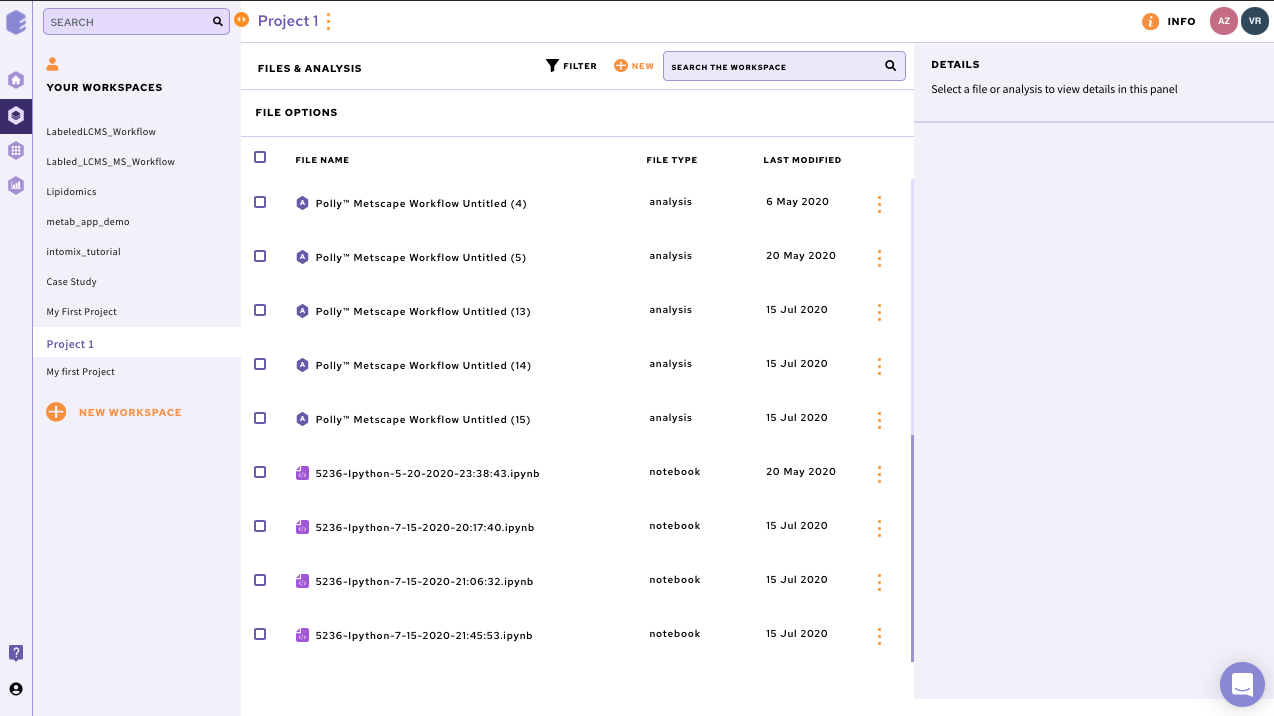 SEARCH
Project 1
INFO
AZ
VR
YOUR WORKSPACES
LabeledLCMS_Workflow
Labled_LCMS_MS_Workflow
Lipidomics
metab_app_demo
intomix_tutorial
Case Study
My First Project
Project 1
My first Project
NEW WORKSPACE
FILES & ANALYSIS
FILTER
NEW
SEARCH THE WORKSPACE
FILE OPTIONS
FILE NAME FILE TYPE LAST MODIFIED
A Polly™ Metscape Workflow Untitled (4) analysis 6 May 2020
A Polly™ Metscape Workflow Untitled (5) analysis 20 May 2020
A Polly™ Metscape Workflow Untitled (13) analysis 15 Jul 2020
A Polly™ Metscape Workflow Untitled (14) analysis 15 Jul 2020
A Polly™ Metscape Workflow Untitled (15) analysis 15 Jul 2020
5236-Ipython-5-20-2020-23:38:43.ipynb notebook 20 May 2020
5236-Ipython-7-15-2020-20:17:40.ipynb notebook 15 Jul 2020
5236-Ipython-7-15-2020-21:06:32.ipynb notebook 15 Jul 2020
5236-Ipython-7-15-2020-21:45:53.ipynb notebook 15 Jul 2020
DETAILS
Select a file or analysis to view details in this panel